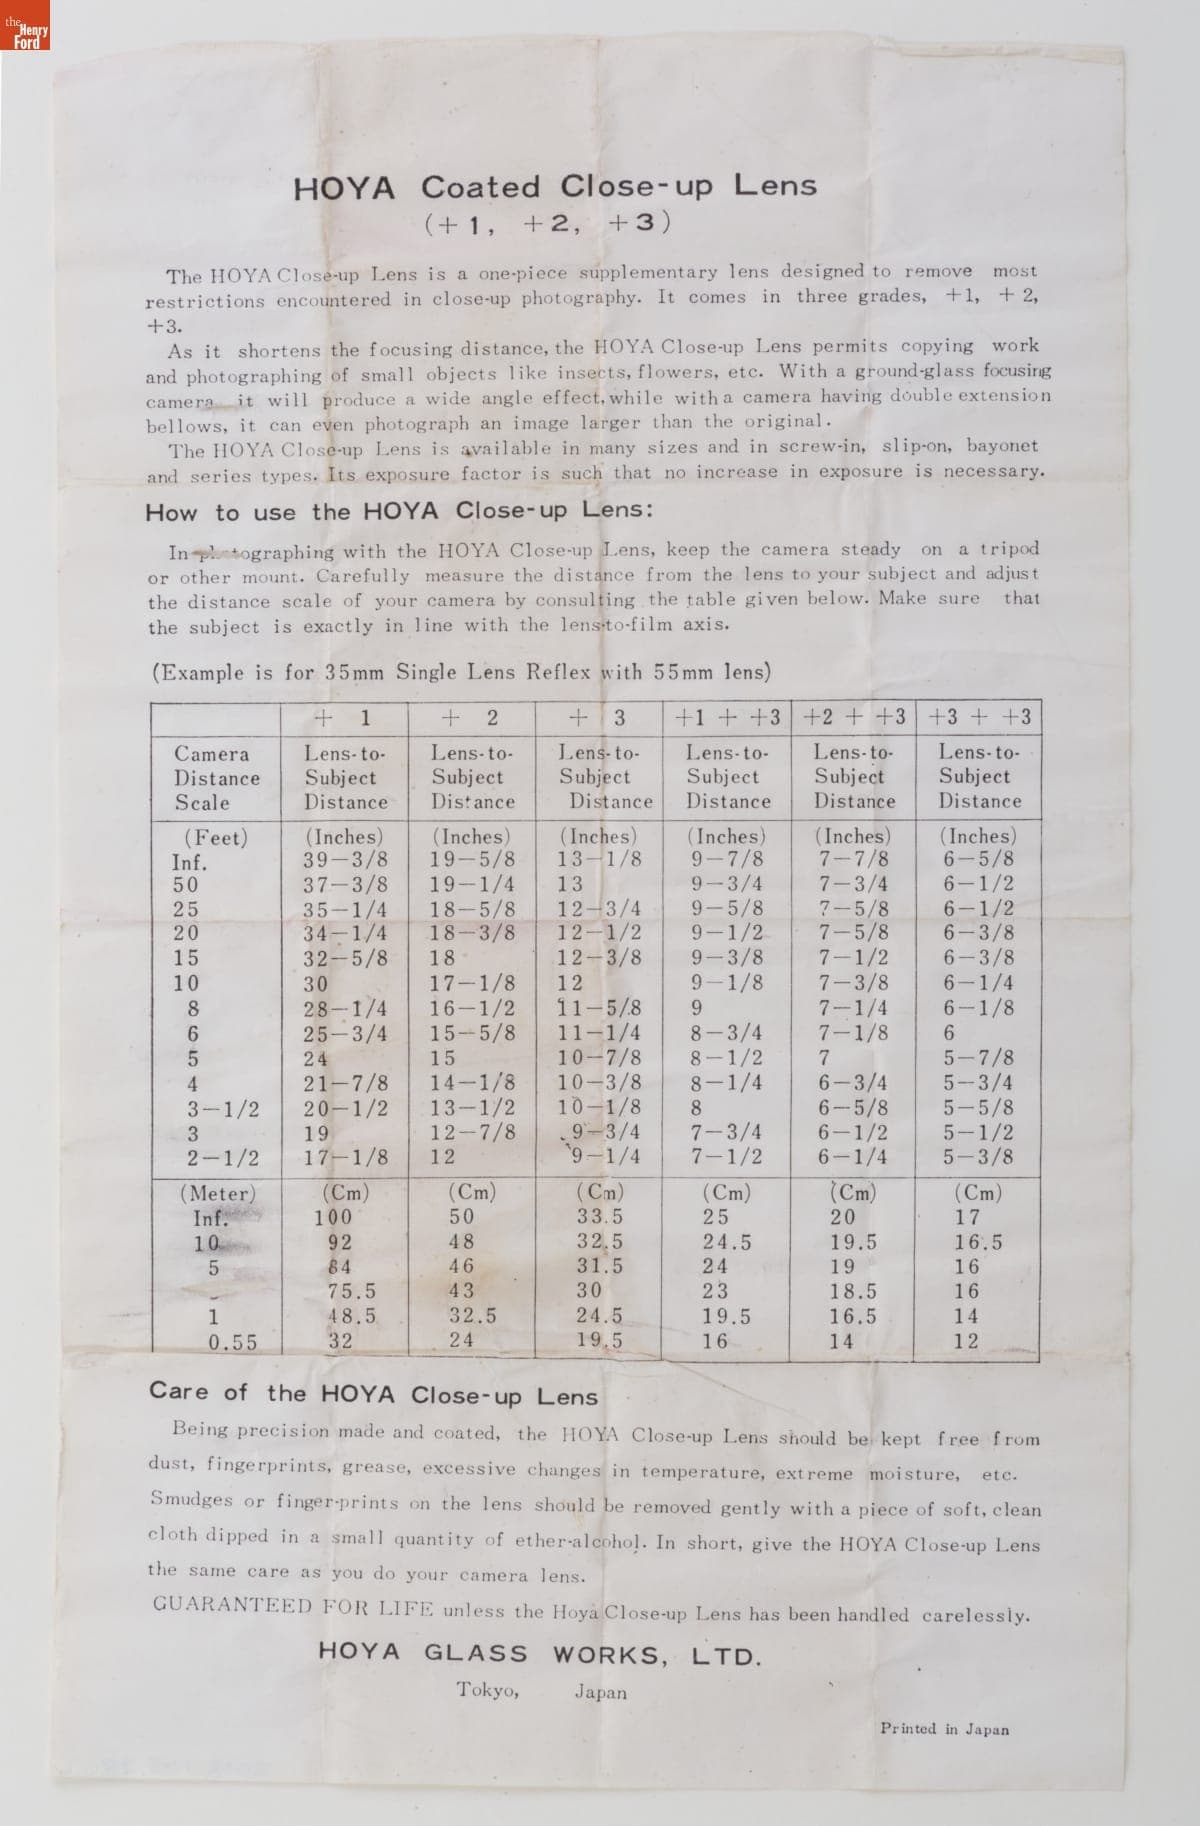 the Henry Ford
HOYA Coated Close-up Lens
(+1, +2, +3)
The HOYA Close-up Lens is a one-piece supplementary lens designed to remove most
restrictions encountered in close-up photography. It comes in three grades, +1, +2,
+3.
As it shortens the focusing distance, the HOYA Close-up Lens permits copying work
and photographing of small objects like insects, flowers, etc. With a ground-glass focusing
camera it will produce a wide angle effect, while with a camera having double extension
bellows, it can even photograph an image larger than the original.
The HOYA Close-up Lens is available in many sizes and in screw-in, slip-on, bayonet
and series types. Its exposure factor is such that no increase in exposure is necessary.
How to use the HOYA Close-up Lens:
In photographing with the HOYA Close-up Lens, keep the camera steady on a tripod
or other mount. Carefully measure the distance from the lens to your subject and adjust
the distance scale of your camera by consulting the table given below. Make sure that
the subject is exactly in line with the lens-to-film axis.
(Example is for 35mm Single Lens Reflex with 55mm lens)
+ 1 + 2 + 3 +1 + +3 +2 + +3 +3 + +3
Camera Lens-to- Lens-to- Lens-to- Lens-to- Lens-to- Lens-to-
Distance Subject Subject Subject Subject Subject Subject
Scale Distance Distance Distance Distance Distance Distance
(Feet) (Inches) (Inches) (Inches) (Inches) (Inches) (Inches)
Inf. 39-3/8 19-5/8 13-1/8 9-7/8 7-7/8 6-5/8
50 37-3/8 19-1/4 13 9-3/4 7-3/4 6-1/2
25 35-1/4 18-5/8 12-3/4 9-5/8 7-5/8 6-1/2
20 34-1/4 18-3/8 12-1/2 9-1/2 7-5/8 6-3/8
15 32-5/8 18 12-3/8 9-3/8 7-1/2 6-3/8
10 30 17-1/8 12 9-1/8 7-3/8 6-1/4
8 28-1/4 16-1/2 11-5/8 9 7-1/4 6-1/8
6 25-3/4 15-5/8 11-1/4 8-3/4 7-1/8 6
5 24 15 10-7/8 8-1/2 7 5-7/8
4 21-7/8 14-1/8 10-3/8 8-1/4 6-3/4 5-3/4
3-1/2 20-1/2 13-1/2 10-1/8 8 6-5/8 5-5/8
3 19 12-7/8 9-3/4 7-3/4 6-1/2 5-1/2
2-1/2 17-1/8 12 9-1/4 7-1/2 6-1/4 5-3/8
(Meter) (Cm) (Cm) (Cm) (Cm) (Cm) (Cm)
Inf. 100 50 33.5 25 20 17
10 92 48 32.5 24.5 19.5 16.5
5 84 46 31.5 24 19 16
75.5 43 30 23 18.5 16
1 48.5 32.5 24.5 19.5 16.5 14
0.55 32 24 19.5 16 14 12
Care of the HOYA Close-up Lens
Being precision made and coated, the HOYA Close-up Lens should be kept free from
dust, fingerprints, grease, excessive changes in temperature, extreme moisture, etc.
Smudges or finger-prints on the lens should be removed gently with a piece of soft, clean
cloth dipped in a small quantity of ether-alcohol. In short, give the HOYA Close-up Lens
the same care as you do your camera lens.
GUARANTEED FOR LIFE unless the Hoya Close-up Lens has been handled carelessly.
HOYA GLASS WORKS, LTD.
Tokyo, Japan
Printed in Japan